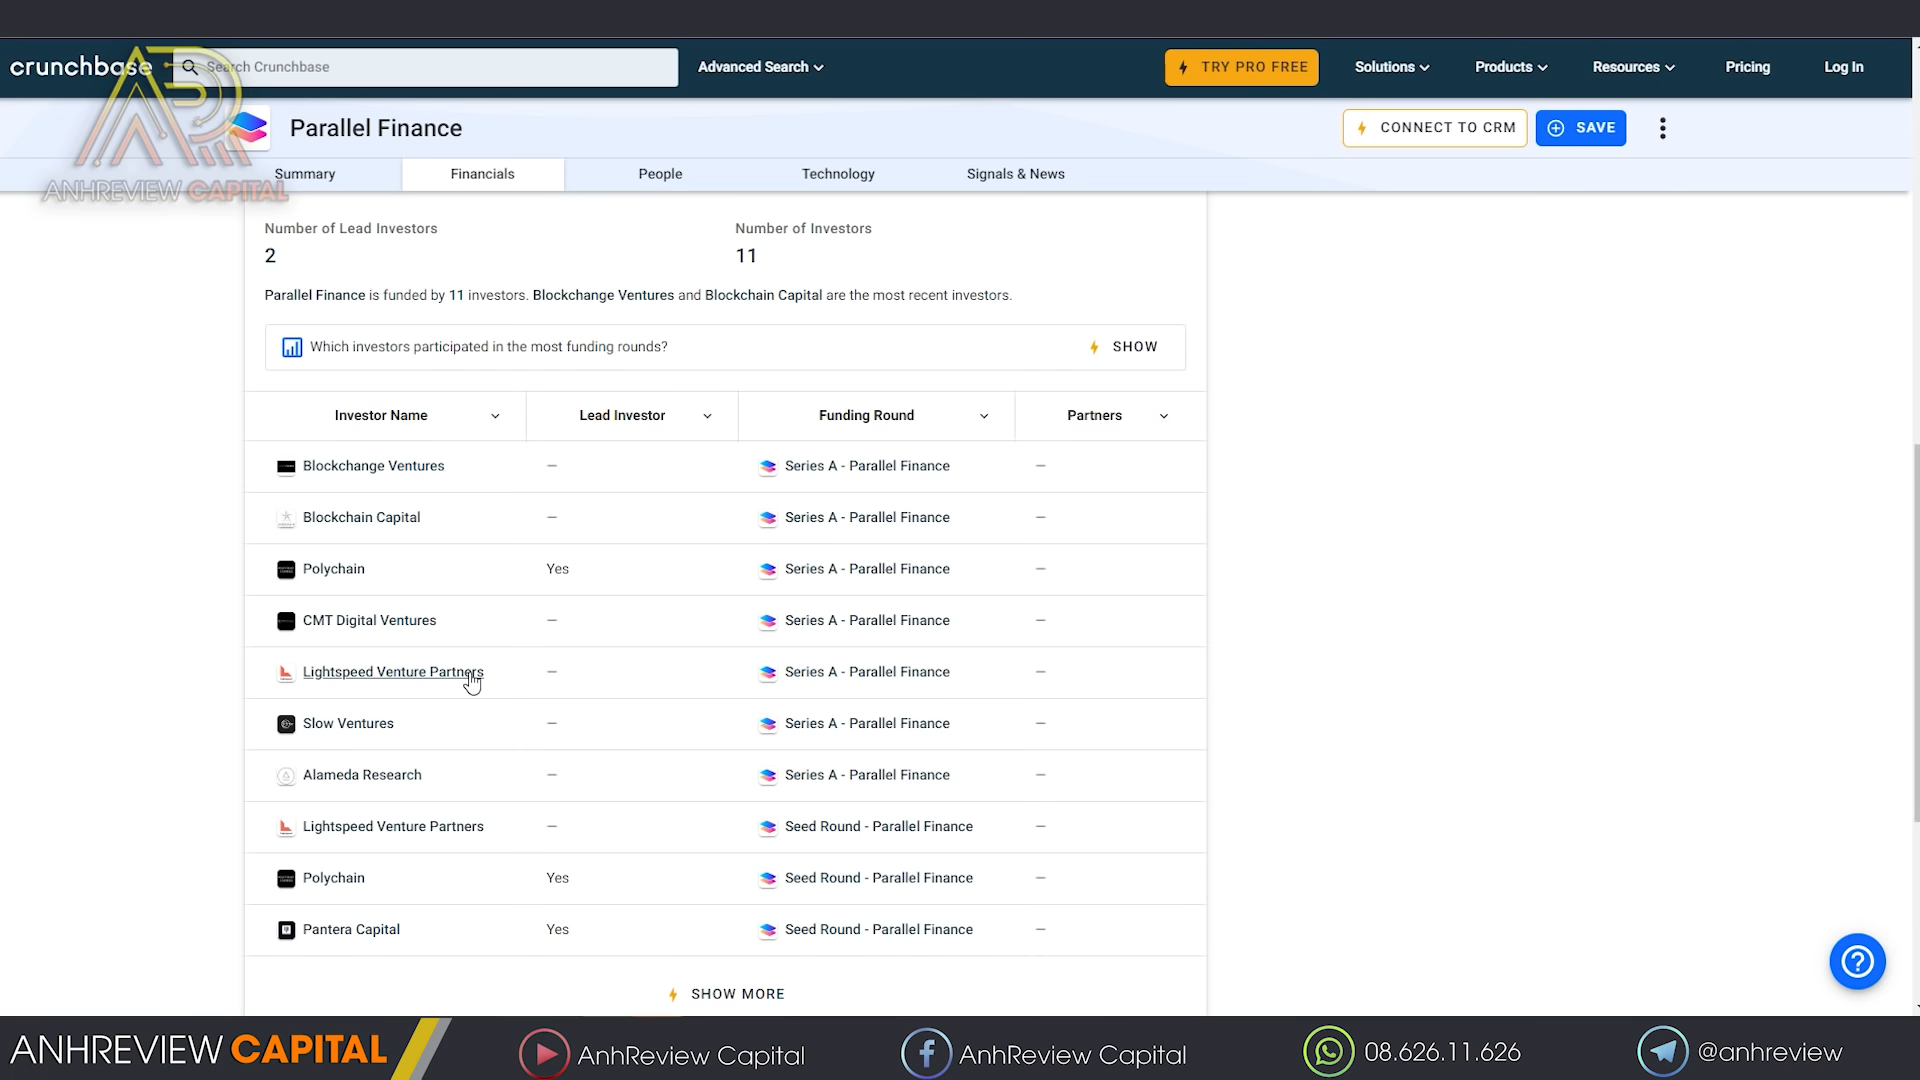 crunchbase
Search Crunchbase
Advanced Search
TRY PRO FREE
Solutions
Products
Resources
Pricing
Log In
ANHREVIEW CAPITAL
Parallel Finance
CONNECT TO CRM
SAVE
Summary
Financials
People
Technology
Signals & News
Number of Lead Investors
Number of Investors
2
11
Parallel Finance is funded by 11 investors. Blockchange Ventures and Blockchain Capital are the most recent investors.
Which investors participated in the most funding rounds?
SHOW
Investor Name Lead Investor Funding Round Partners
Blockchange Ventures — Series A - Parallel Finance —
Blockchain Capital — Series A - Parallel Finance —
Polychain Yes Series A - Parallel Finance —
CMT Digital Ventures — Series A - Parallel Finance —
Lightspeed Venture Partners — Series A - Parallel Finance —
Slow Ventures — Series A - Parallel Finance —
Alameda Research — Series A - Parallel Finance —
Lightspeed Venture Partners — Seed Round - Parallel Finance —
Polychain Yes Seed Round - Parallel Finance —
Pantera Capital Yes Seed Round - Parallel Finance —
SHOW MORE
ANHREVIEW CAPITAL
AnhReview Capital
AnhReview Capital
08.626.11.626
@anhreview